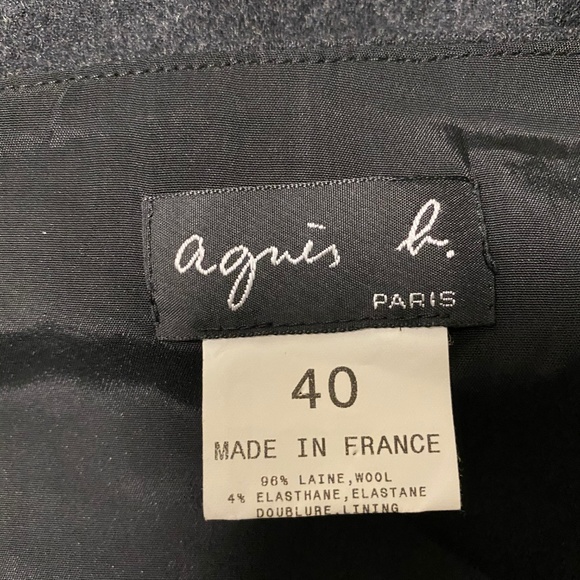 agnès b.
PARIS
40
MADE IN FRANCE
96% LAINE,WOOL
4% ELASTHANE,ELASTANE
DOUBLURE.LINING